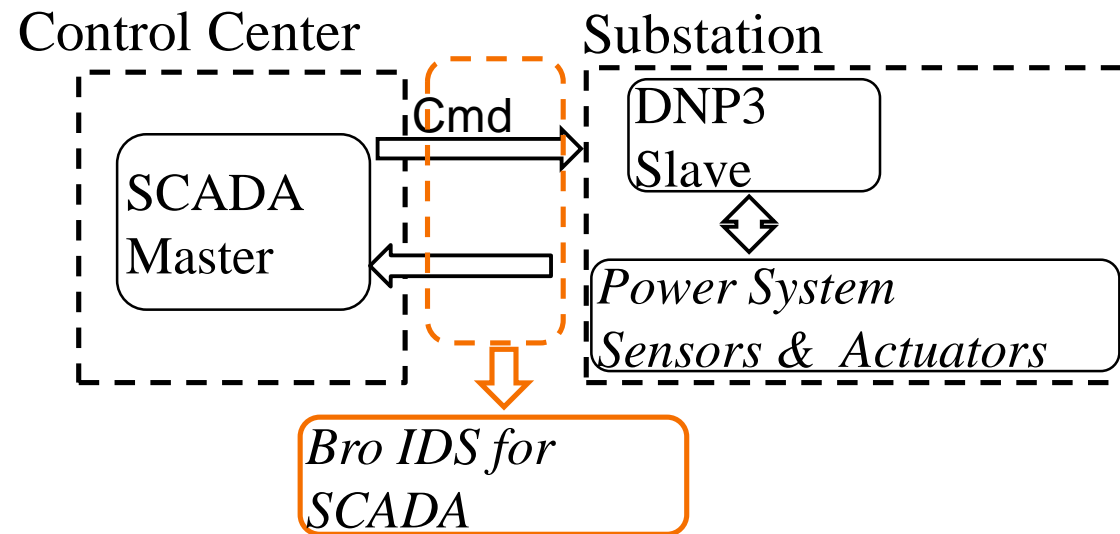 Control Center
Substation
Cmd
DNP3
Slave
SCADA
Master
Power System
Sensors & Actuators
Bro IDS for
SCADA